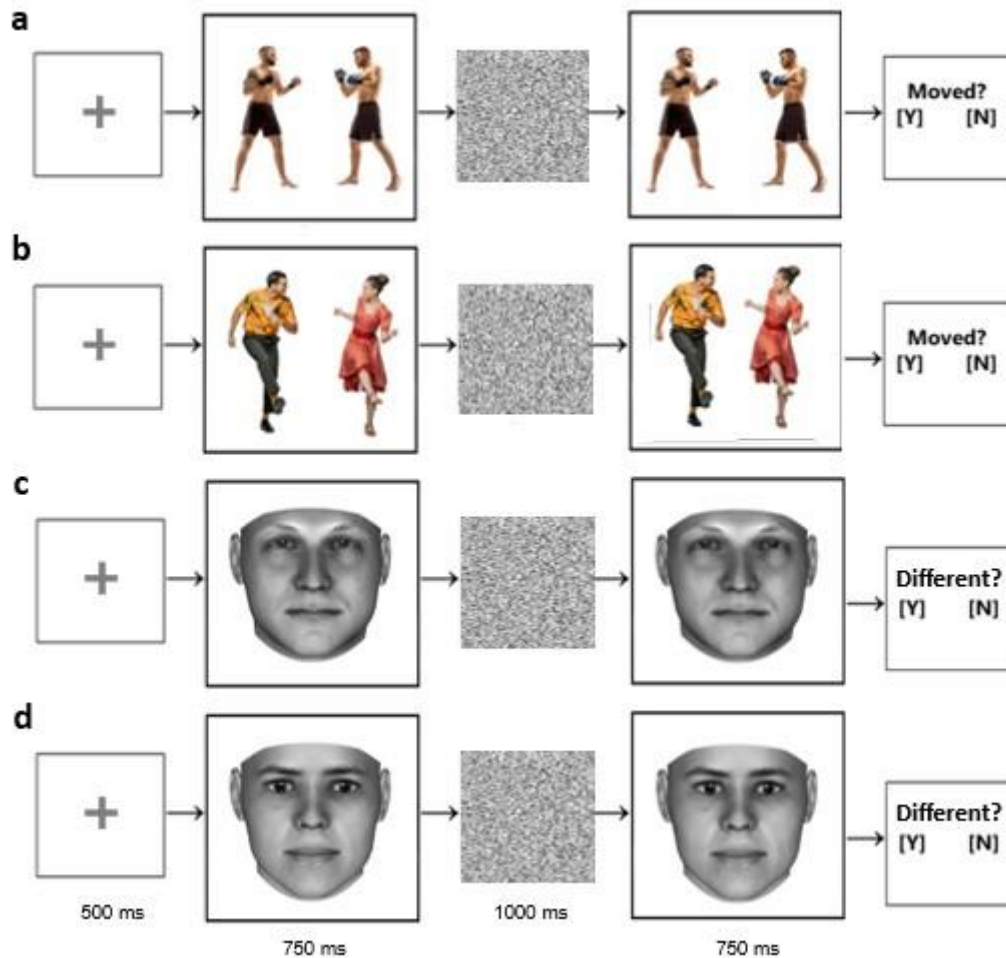 a
Moved?
[Y] [N]
b
Moved?
[Y] [N]
c
Different?
[Y] [N]
d
Different?
[Y] [N]
500 ms
1000 ms
750 ms
750 ms